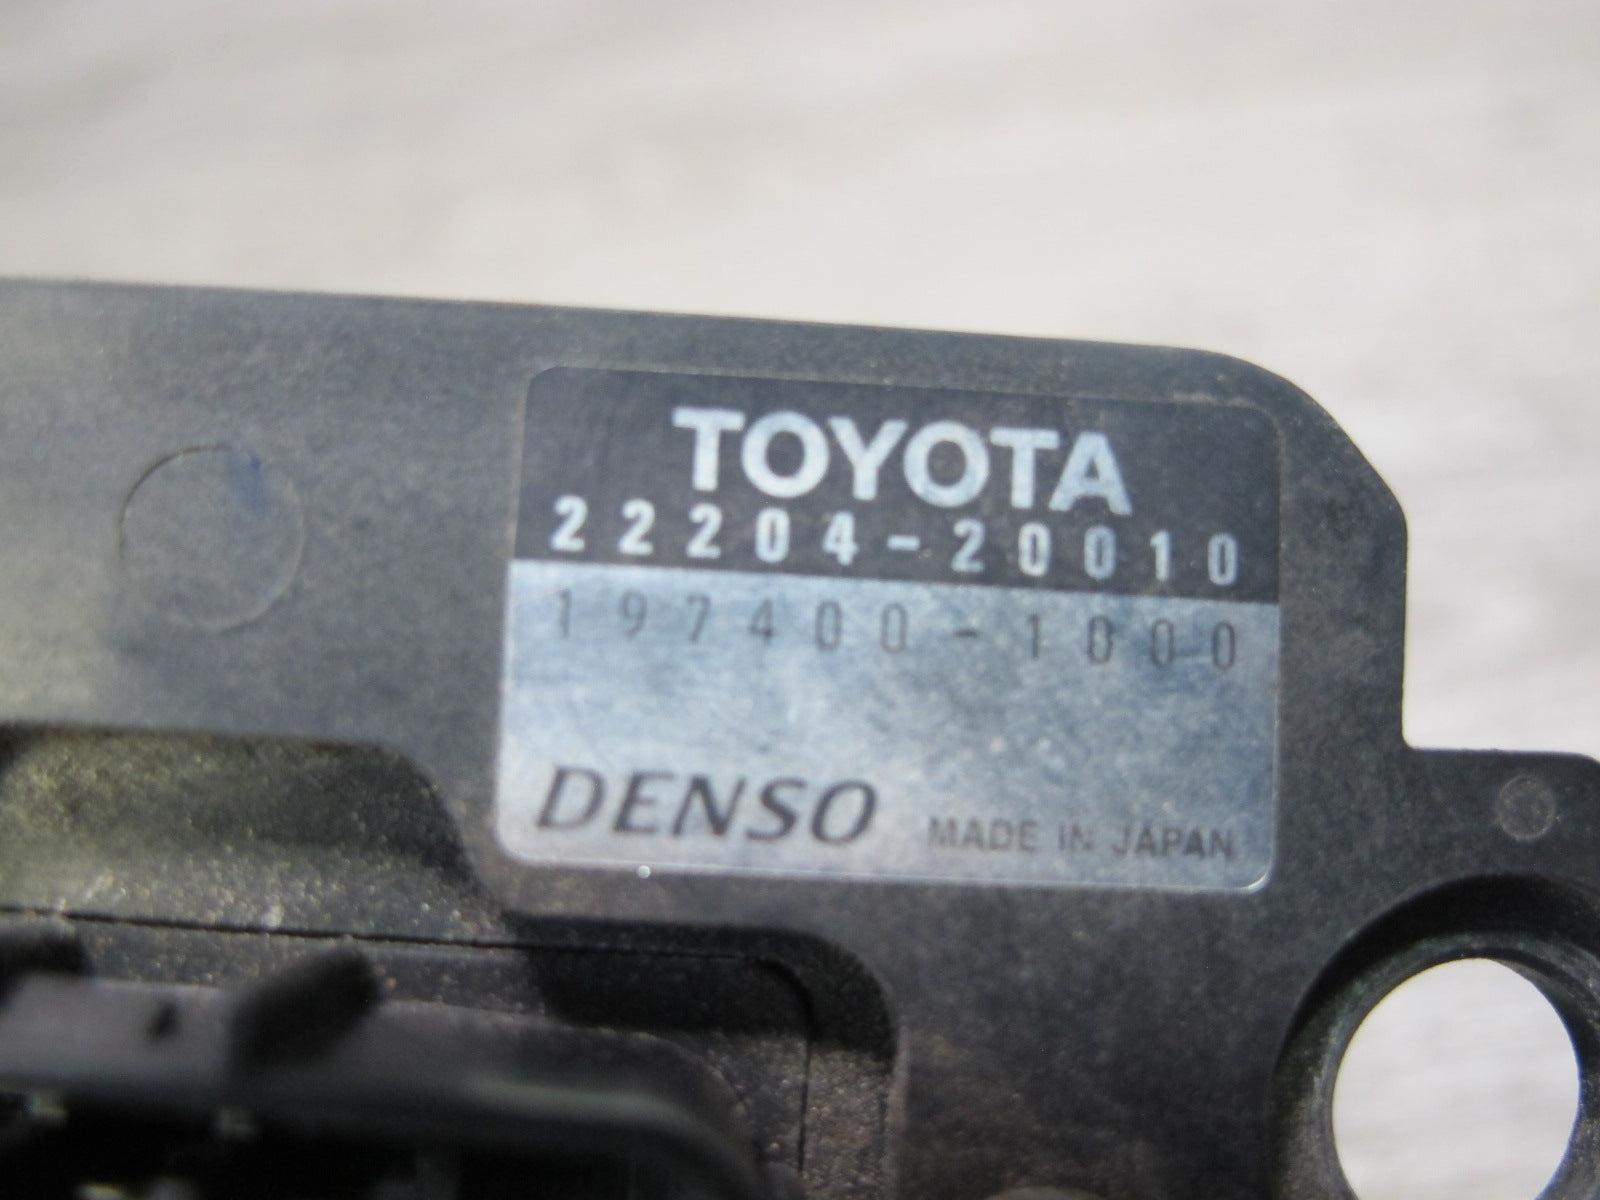 TOYOTA
22204-20010
197400-1000
DENSO MADE IN JAPAN